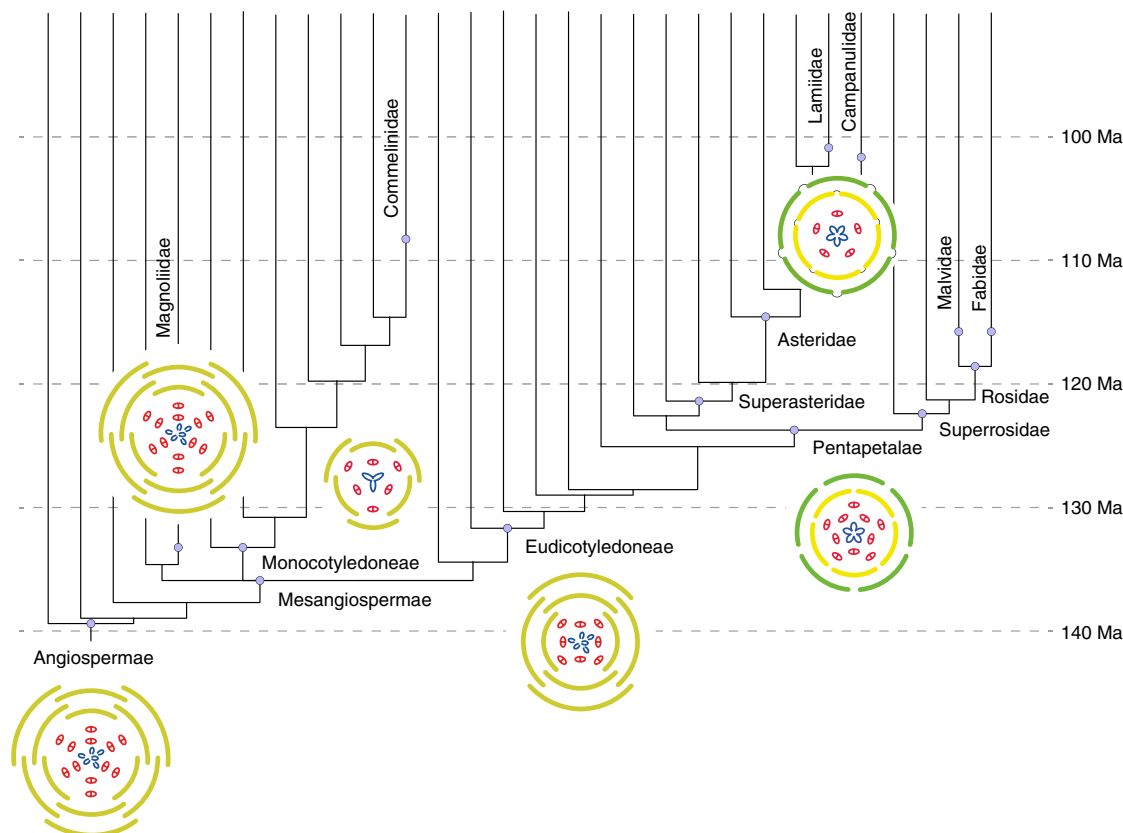 Lamiidae
Campanulidae
Commelinidae
100 Ma
Magnoliidae
110 Ma
Malvidae
Fabidae
Asteridae
120 Ma
Superasteridae
Rosidae
Superrosidae
Pentapetalae
130 Ma
Eudicotyledoneae
Monocotyledoneae
Mesangiospermae
140 Ma
Angiospermae